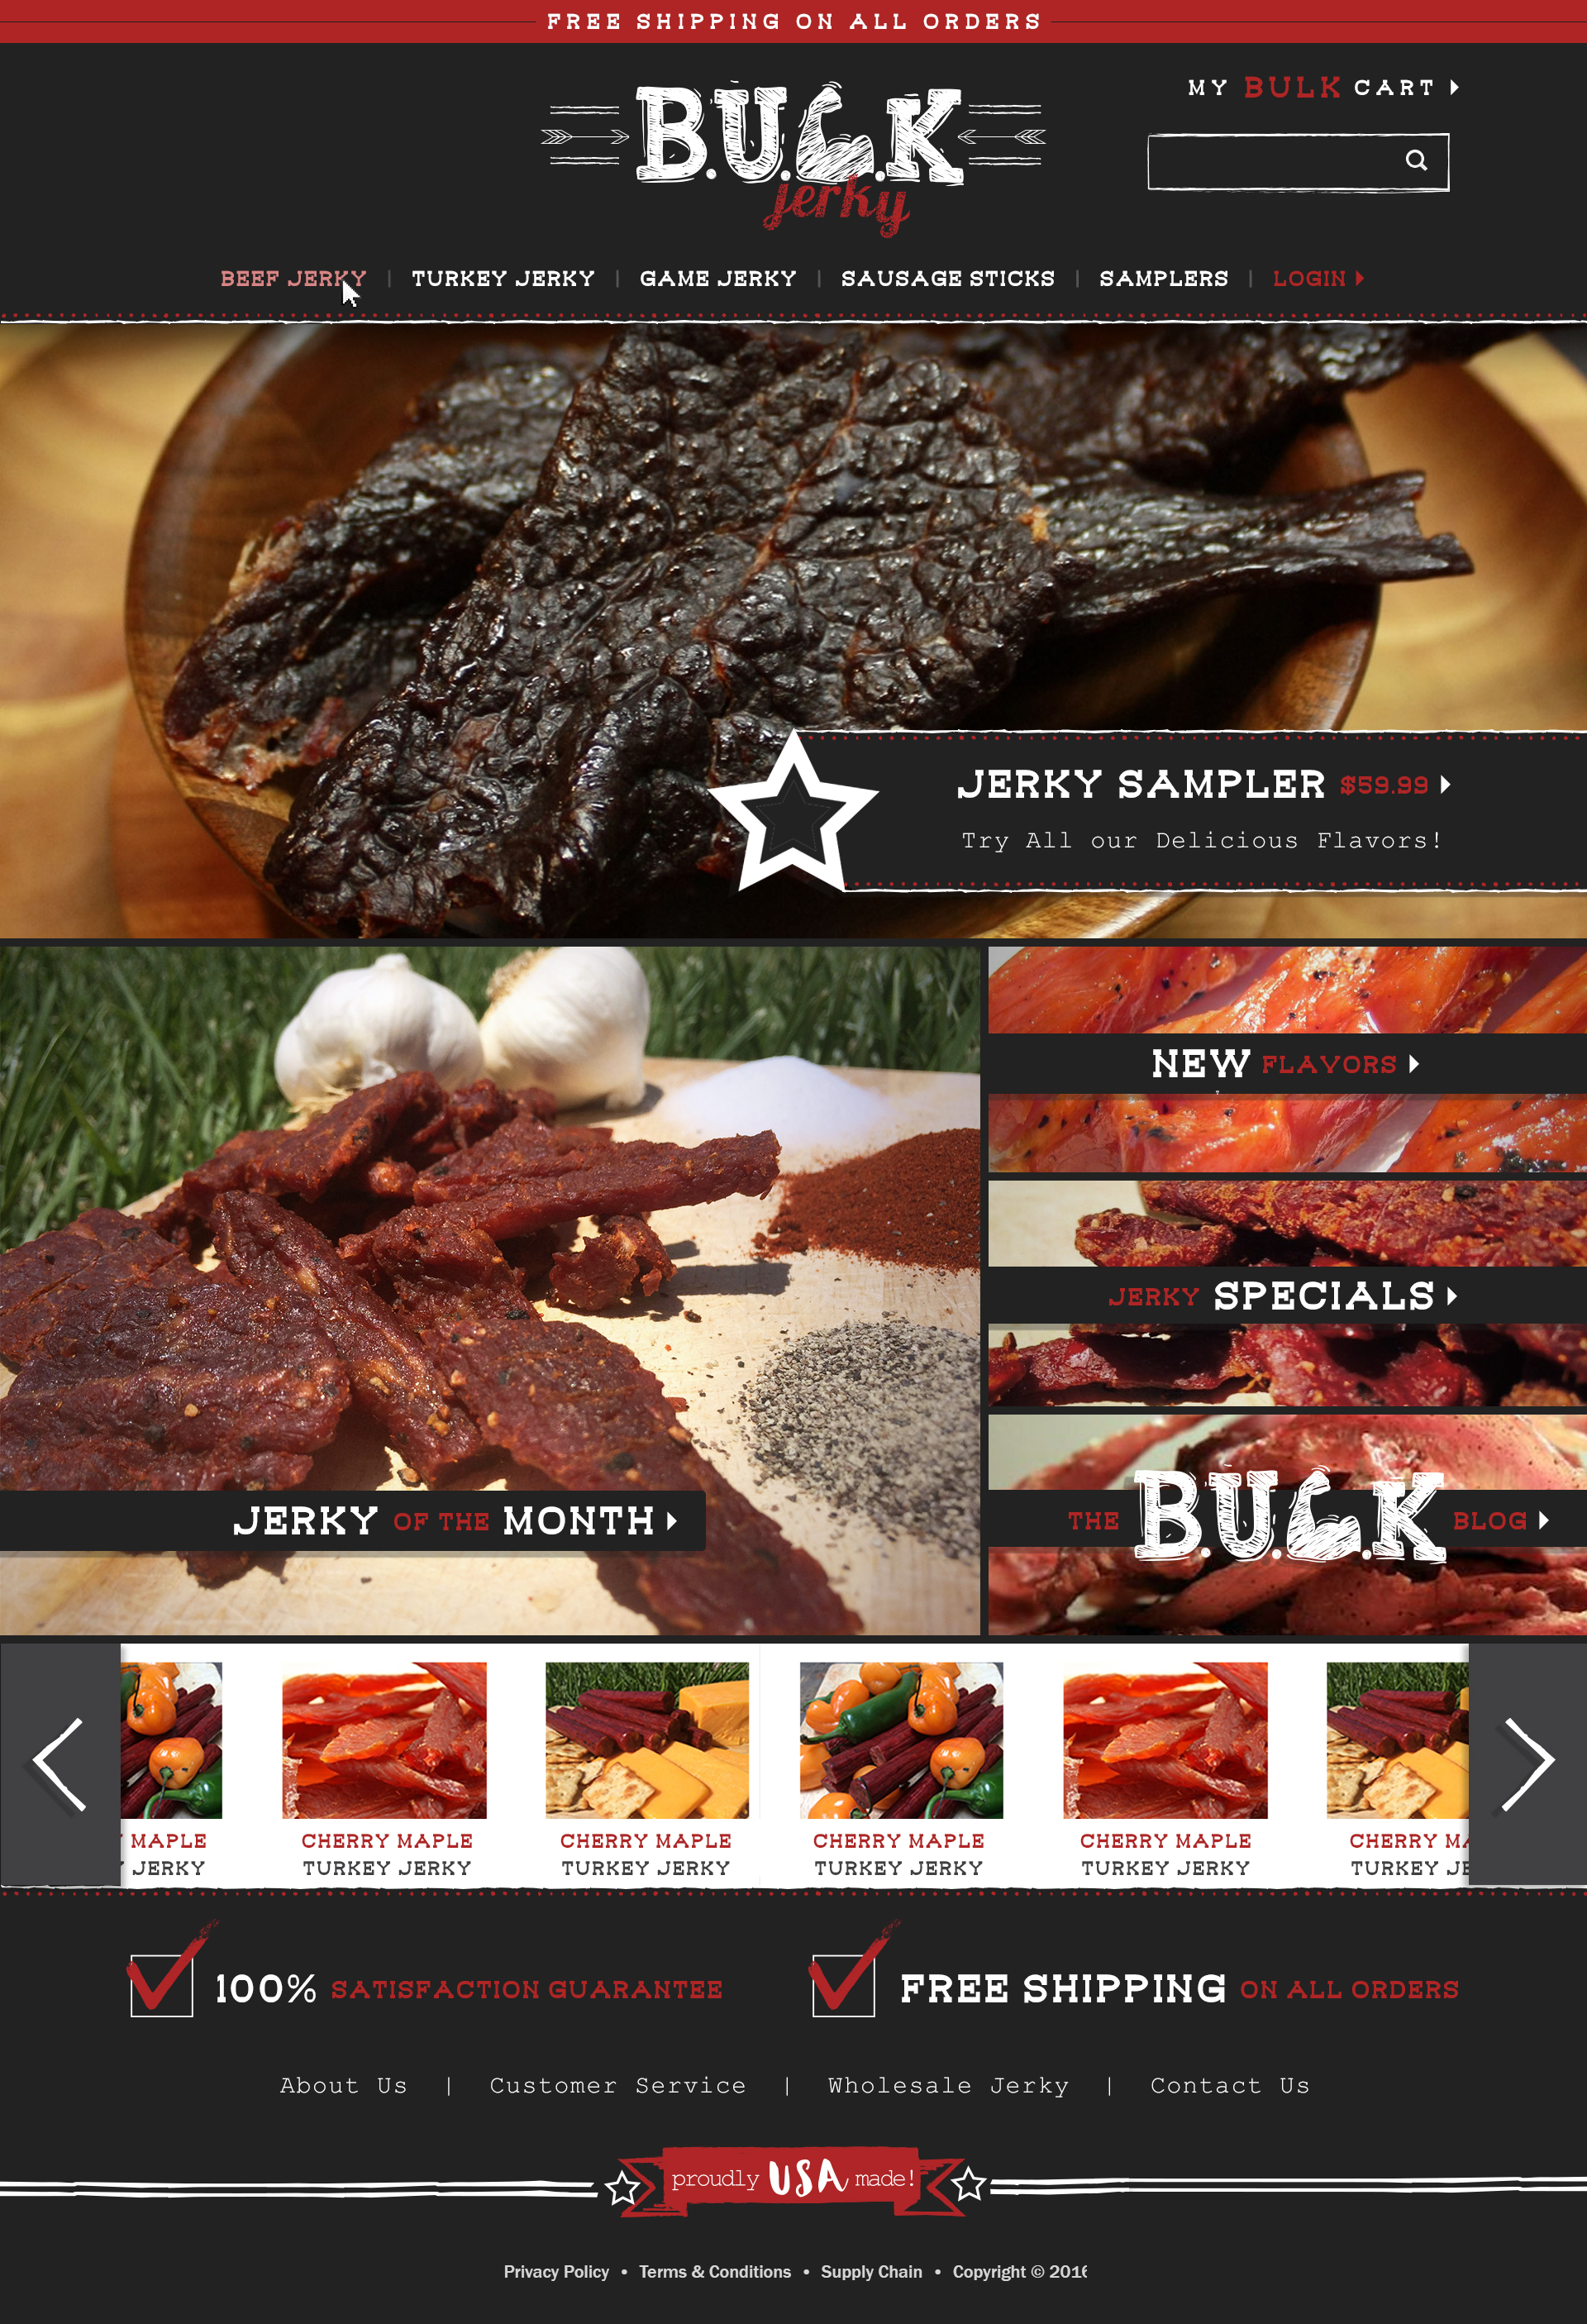 FREE SHIPPING ON ALL ORDERS
MY BULK CART
B.U.L.K
jerky
BEEF JERKY | TURKEY JERKY | GAME JERKY | SAUSAGE STICKS | SAMPLERS | LOGIN
JERKY SAMPLER $59.99
Try All our Delicious Flavors!
NEW FLAVORS
JERKY SPECIALS
JERKY OF THE MONTH
THE B.U.L.K BLOG
MAPLE
JERKY
CHERRY MAPLE
TURKEY JERKY
CHERRY MAPLE
TURKEY JERKY
CHERRY MAPLE
TURKEY JERKY
CHERRY MAPLE
TURKEY JERKY
CHERRY MA
TURKEY JE
100% SATISFACTION GUARANTEE
FREE SHIPPING ON ALL ORDERS
About Us | Customer Service | Wholesale Jerky | Contact Us
proudly USA made!
Privacy Policy • Terms & Conditions • Supply Chain • Copyright © 2016